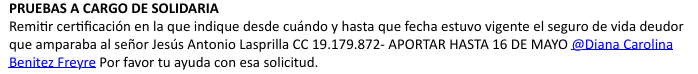 PRUEBAS A CARGO DE SOLIDARIA
Remitir certificación en la que indique desde cuándo y hasta que fecha estuvo vigente el seguro de vida deudor
que amparaba al señor Jesús Antonio Lasprilla CC 19.179.872- APORTAR HASTA 16 DE MAYO @Diana Carolina
Benitez Freyre Por favor tu ayuda con esa solicitud.